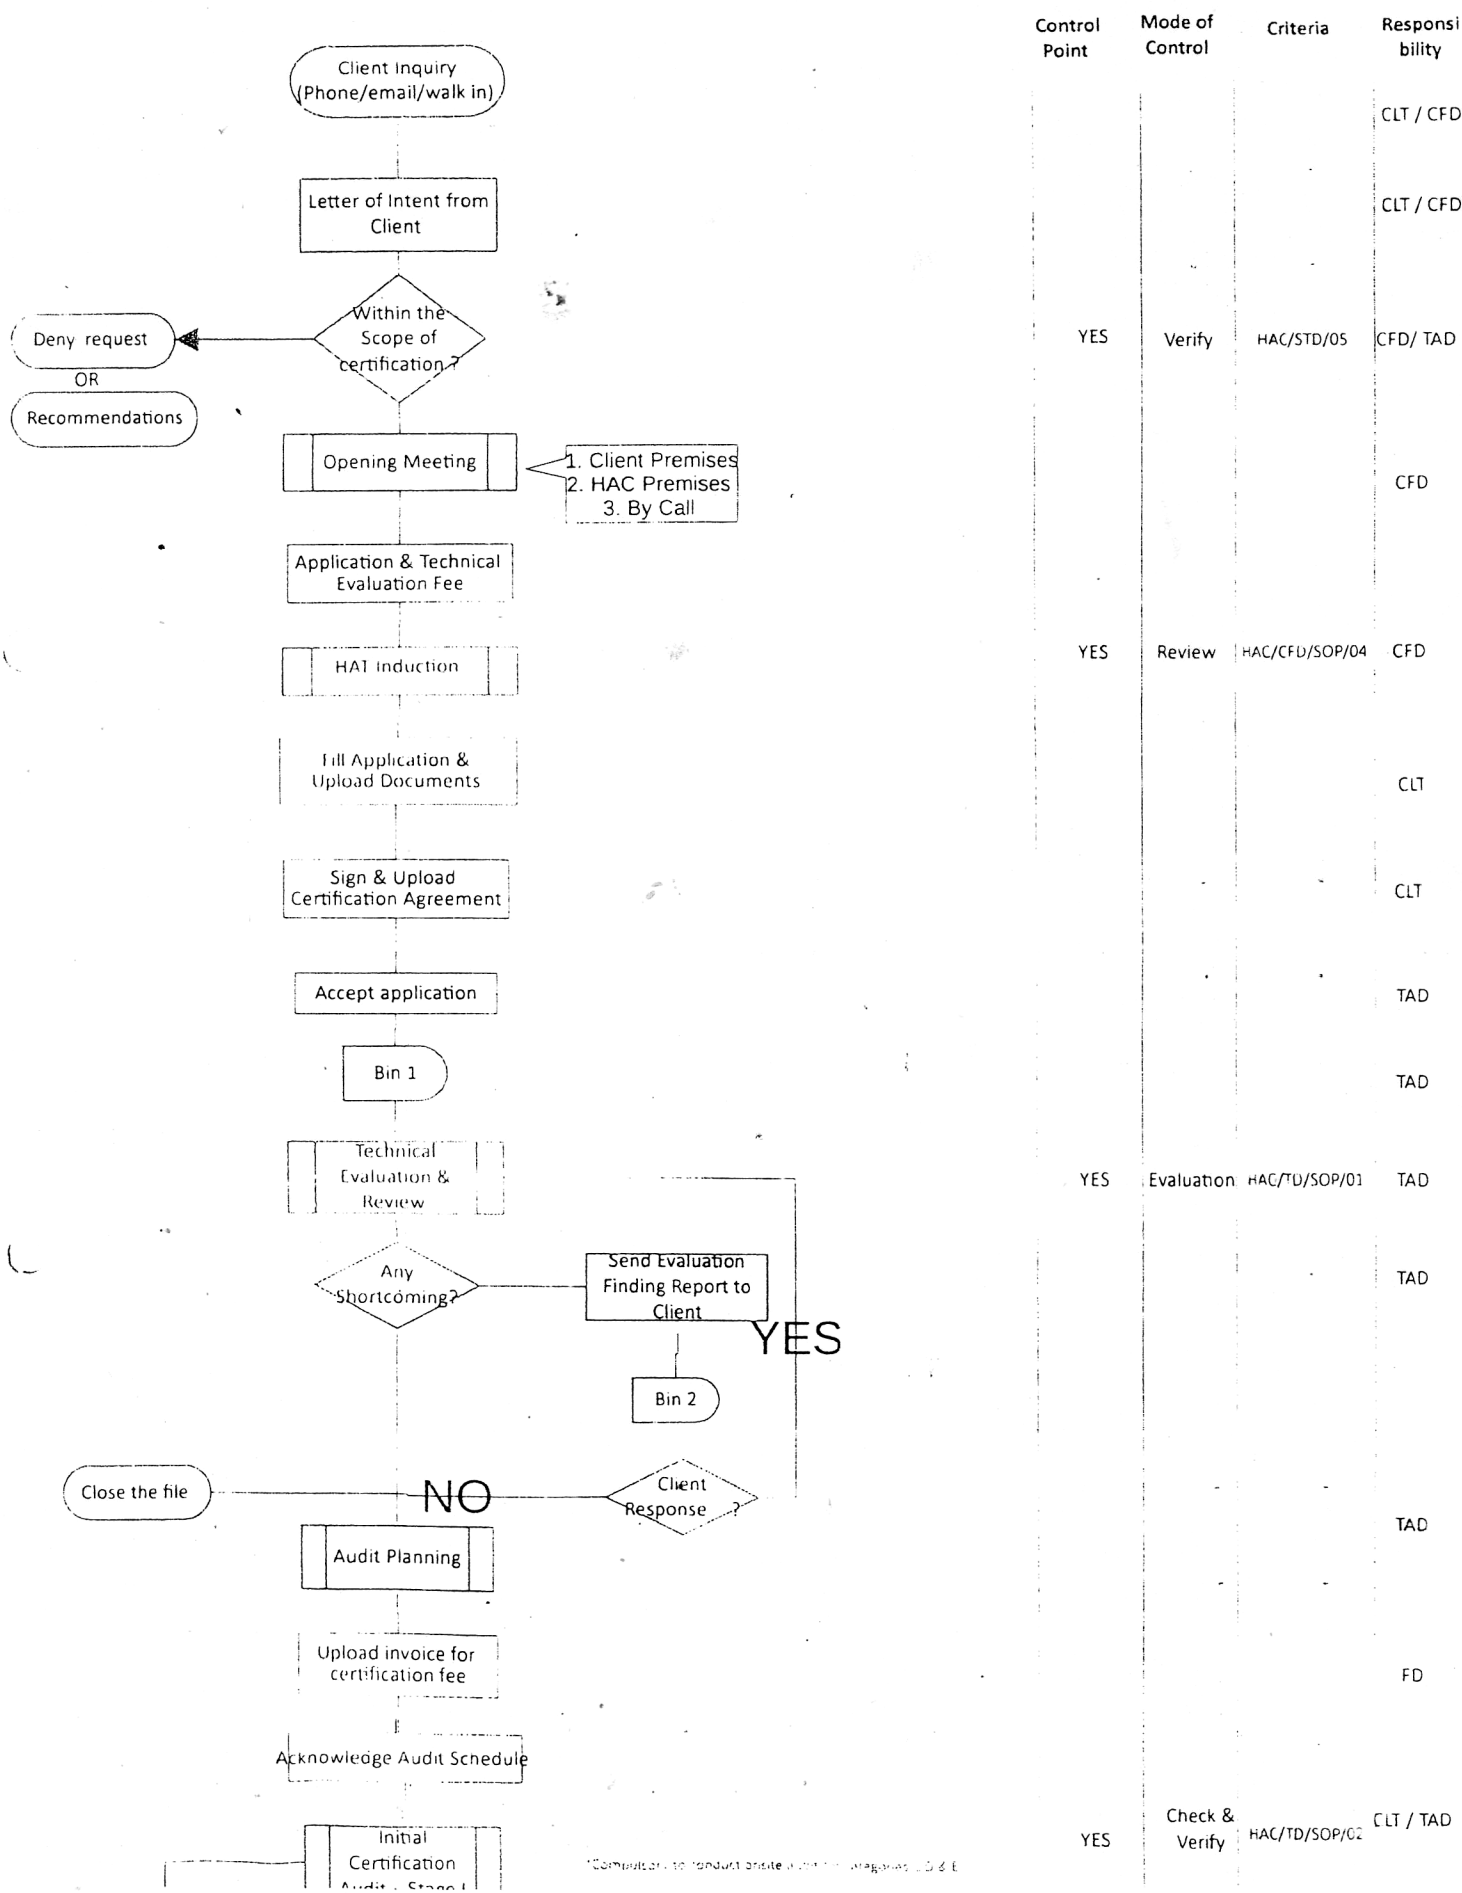 Control Point
Mode of Control
Criteria
Responsi bility
Client Inquiry
(Phone/email/walk in)
CLT / CFD
Letter of Intent from
Client
CLT / CFD
Within the
Scope of
certification ?
Deny request
OR
Recommendations
YES
Verify
HAC/STD/05
CFD/ TAD
Opening Meeting
1. Client Premises
2. HAC Premises
3. By Call
CFD
Application & Technical
Evaluation Fee
HAT Induction
YES
Review
HAC/CFD/SOP/04
CFD
Fill Application &
Upload Documents
CLT
Sign & Upload
Certification Agreement
CLT
Accept application
TAD
Bin 1
TAD
Technical
Evaluation &
Review
YES
Evaluation
HAC/TD/SOP/01
TAD
Any
Shortcoming?
Send Evaluation
Finding Report to
Client
TAD
YES
Bin 2
Close the file
NO
Client
Response ?
TAD
Audit Planning
Upload invoice for
certification fee
FD
Acknowledge Audit Schedule
Initial
Certification
Audit - Stage I
YES
Check &
Verify
HAC/TD/SOP/02
CLT / TAD
*Compulsory to conduct onsite